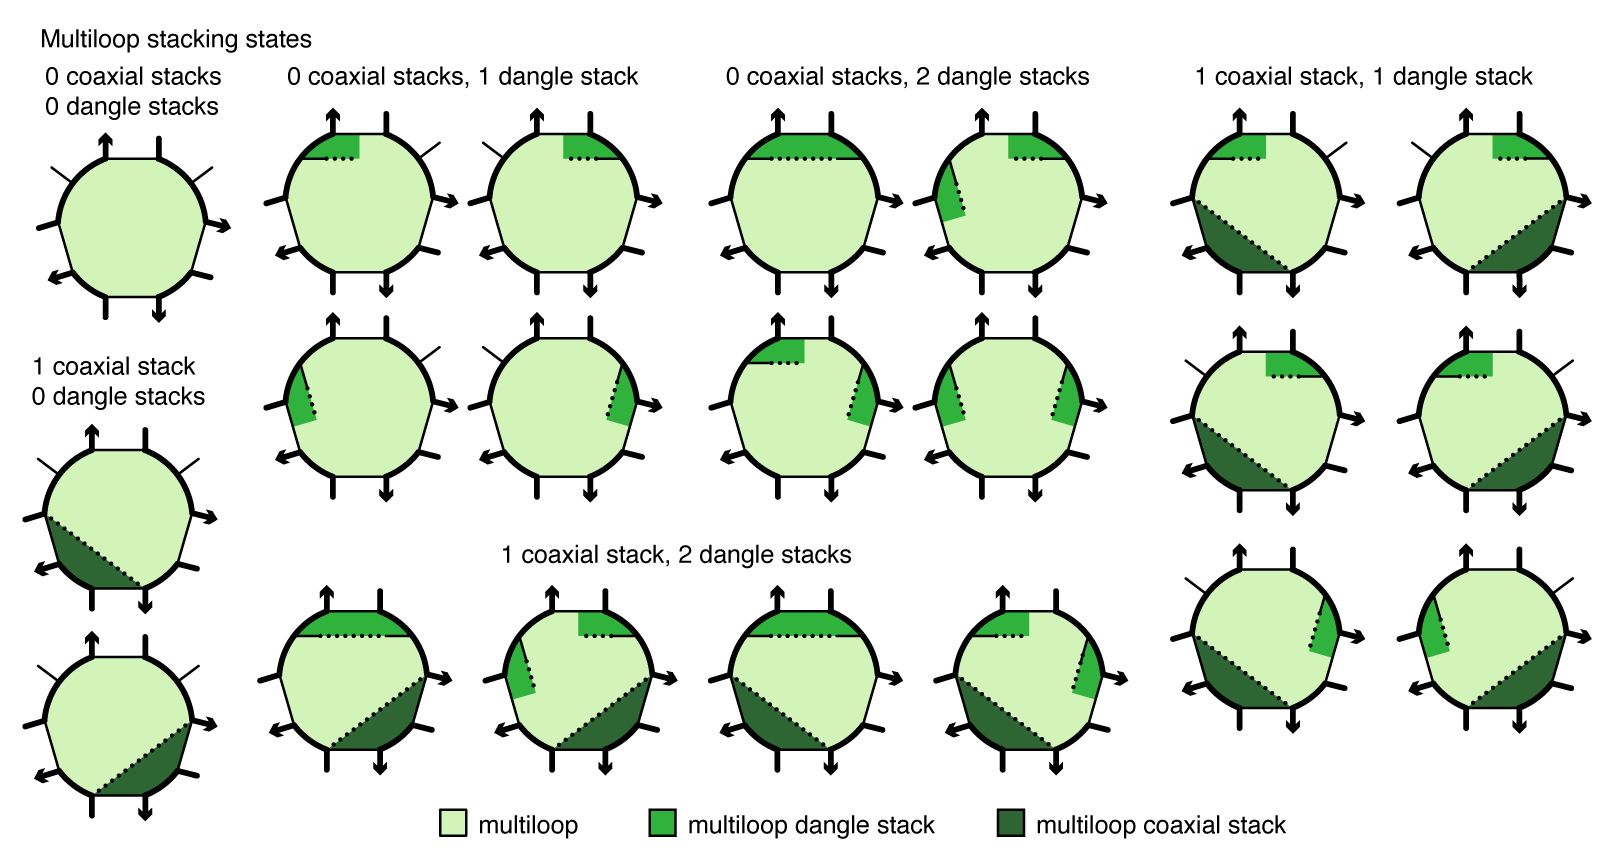 Multiloop stacking states
0 coaxial stacks
0 dangle stacks
0 coaxial stacks, 1 dangle stack
0 coaxial stacks, 2 dangle stacks
1 coaxial stack, 1 dangle stack
1 coaxial stack
0 dangle stacks
1 coaxial stack, 2 dangle stacks
multiloop
multiloop dangle stack
multiloop coaxial stack